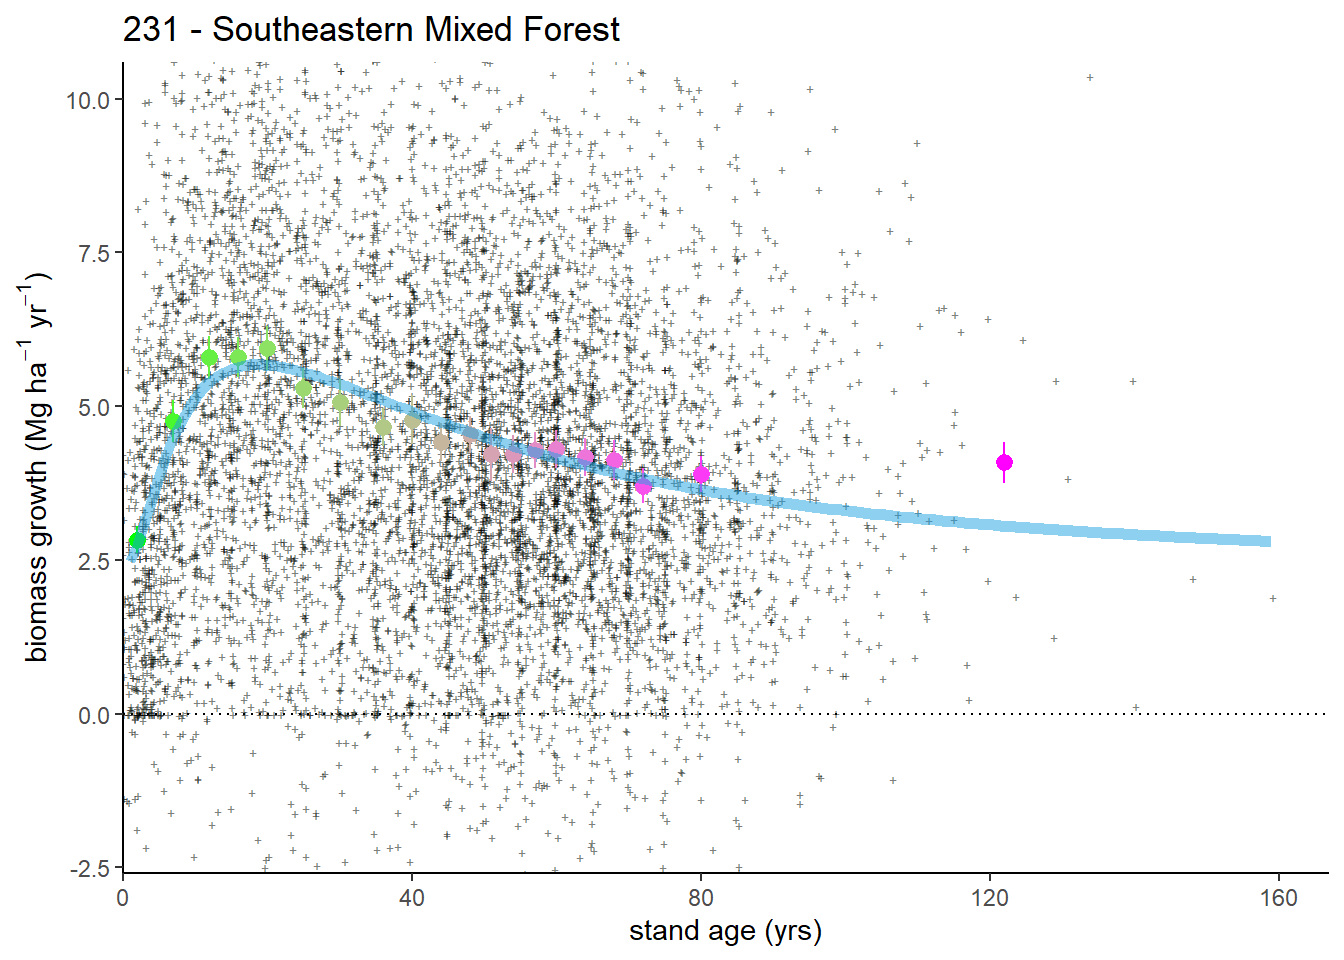 231 - Southeastern Mixed Forest
biomass growth (Mg ha⁻¹ yr⁻¹)
10.0
7.5
5.0
2.5
0.0
-2.5
0 40 80 120 160
stand age (yrs)